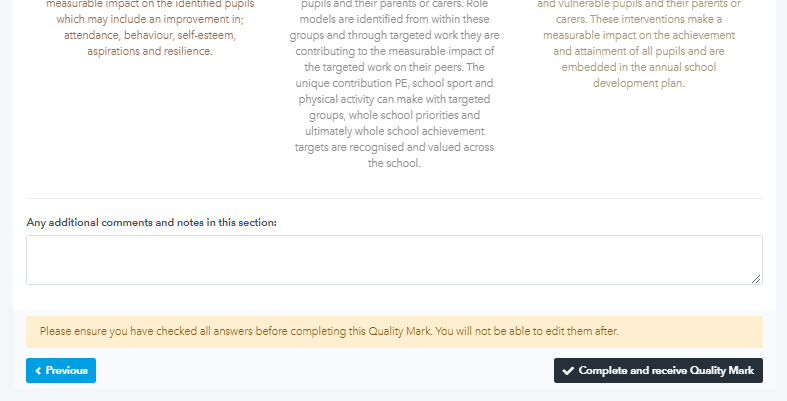 measurable impact on the identified pupils
which may include an improvement in;
attendance, behaviour, self-esteem,
aspirations and resilience.
pupils and their parents or carers. Role
models are identified from within these
groups and through targeted work they are
contributing to the measurable impact of
the targeted work on their peers. The
unique contribution PE, school sport and
physical activity can make with targeted
groups, whole school priorities and
ultimately whole school achievement
targets are recognised and valued across
the school.
and vulnerable pupils and their parents or
carers. These interventions make a
measurable impact on the achievement
and attainment of all pupils and are
embedded in the annual school
development plan.
Any additional comments and notes in this section:
Please ensure you have checked all answers before completing this Quality Mark. You will not be able to edit them after.
Previous
Complete and receive Quality Mark